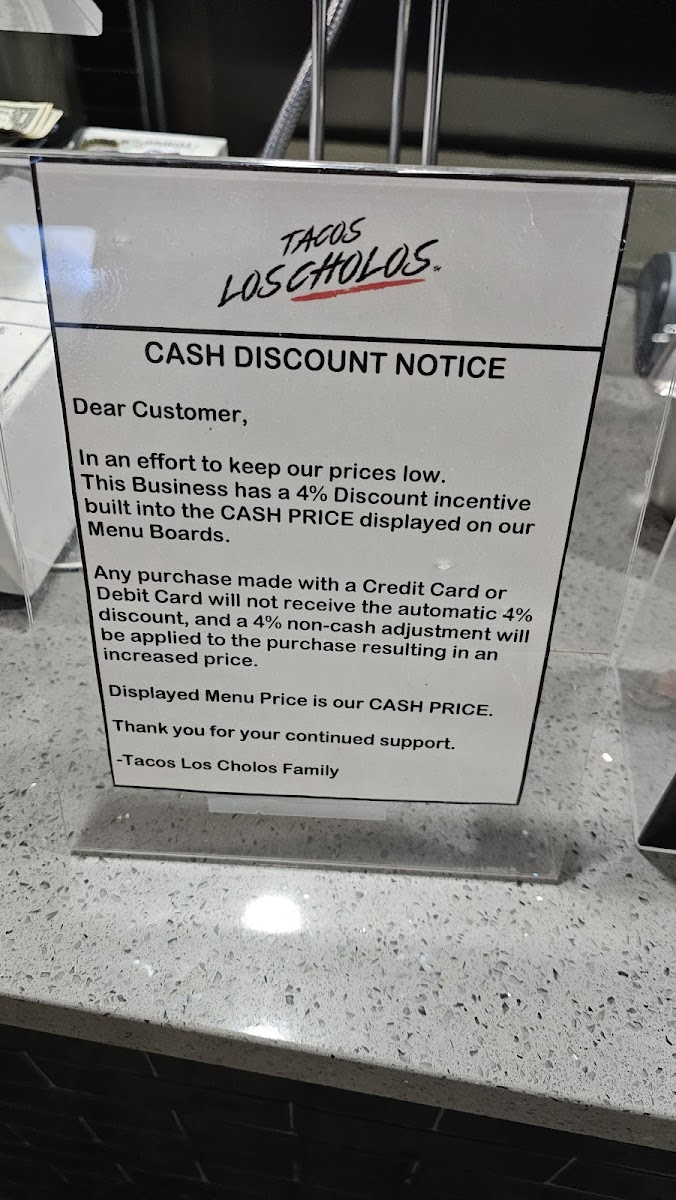 TACOS
LOS CHOLOS
CASH DISCOUNT NOTICE
Dear Customer,
In an effort to keep our prices low.
This Business has a 4% Discount incentive
built into the CASH PRICE displayed on our
Menu Boards.
Any purchase made with a Credit Card or
Debit Card will not receive the automatic 4%
discount, and a 4% non-cash adjustment will
be applied to the purchase resulting in an
increased price.
Displayed Menu Price is our CASH PRICE.
Thank you for your continued support.
-Tacos Los Cholos Family